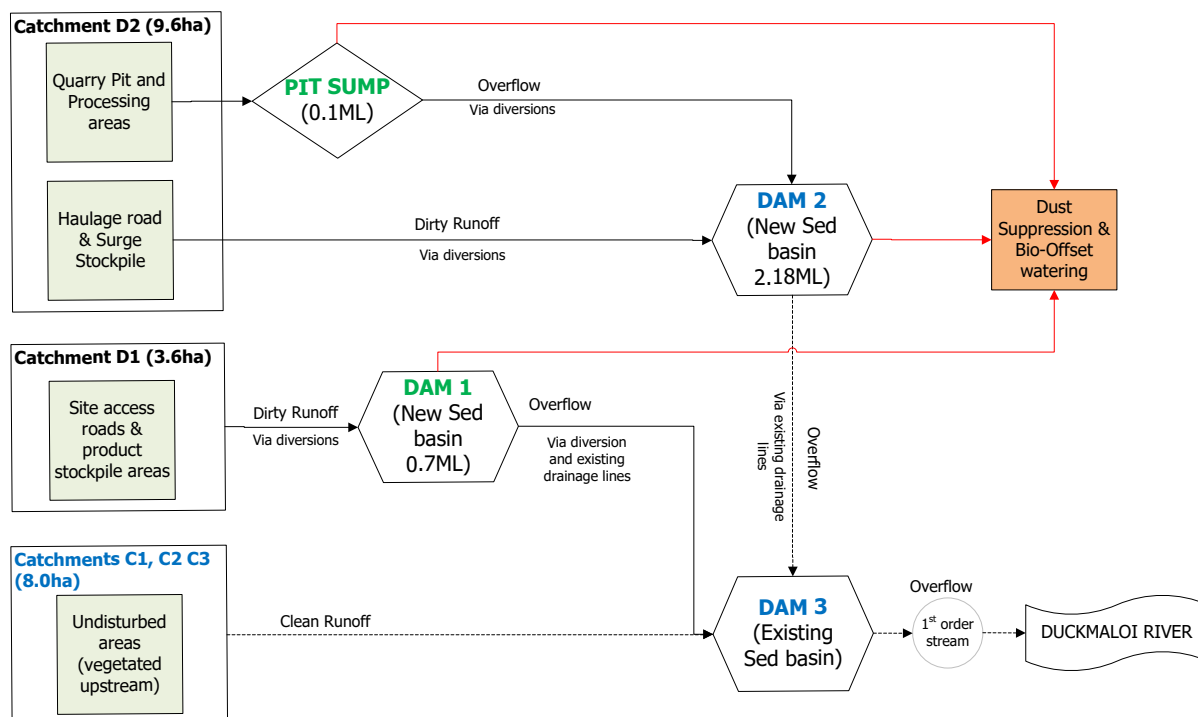 Catchment D2 (9.6ha)
Quarry Pit and
Processing
areas
PIT SUMP
(0.1ML)
Overflow
Via diversions
Haulage road
& Surge
Stockpile
Dirty Runoff
Via diversions
DAM 2
(New Sed
basin
2.18ML)
Dust
Suppression &
Bio-Offset
watering
Catchment D1 (3.6ha)
Site access
roads &
product
stockpile areas
Dirty Runoff
Via diversions
DAM 1
(New Sed
basin
0.7ML)
Overflow
Via diversion
and existing
drainage lines
Via existing drainage
lines
Overflow
Catchments C1, C2 C3
(8.0ha)
Undisturbed
areas
(vegetated
upstream)
Clean Runoff
DAM 3
(Existing
Sed basin)
Overflow
1st order
stream
DUCKMALOI RIVER